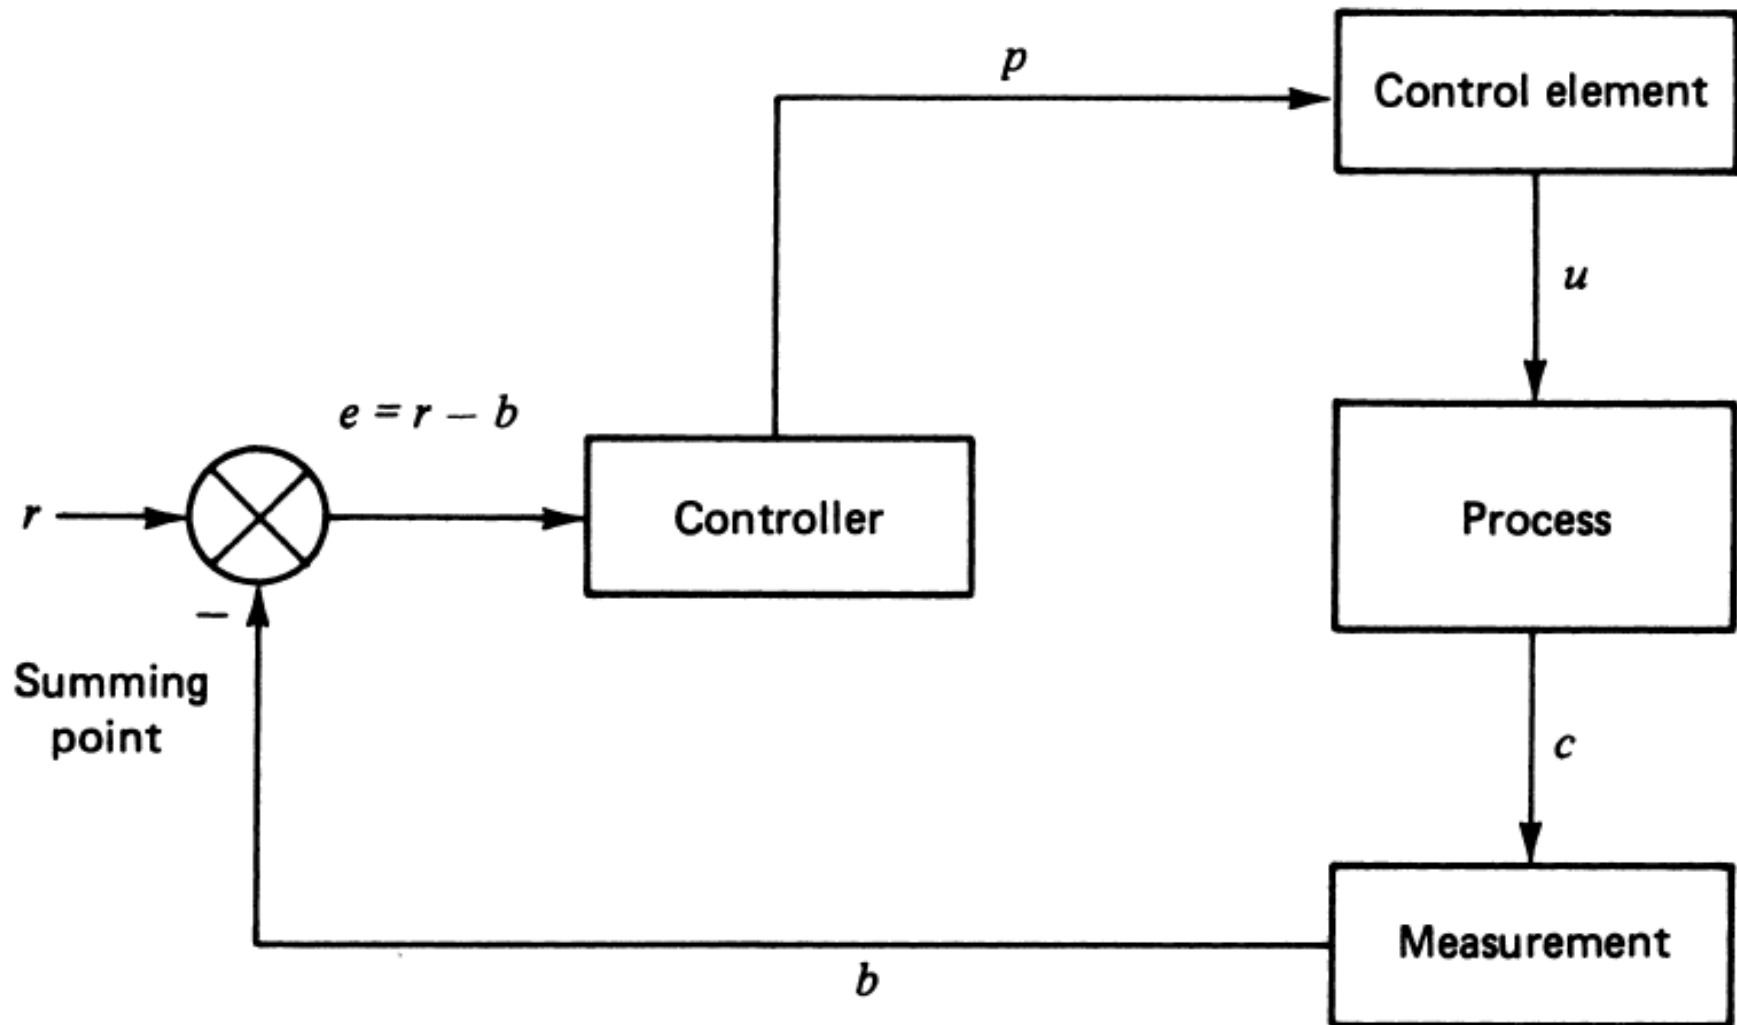 p
Control element
u
e = r – b
r
Controller
Process
–
Summing
point
c
Measurement
b